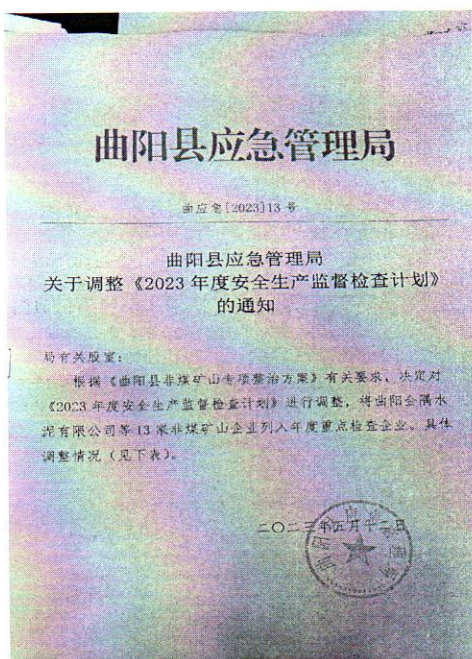 曲阳县应急管理局
曲应急[2023]13号
曲阳县应急管理局
关于调整《2023年度安全生产监督检查计划》
的通知
局有关股室：
根据《曲阳县非煤矿山专项整治方案》有关要求，决定对
《2023年度安全生产监督检查计划》进行调整，将曲阳金隅水
泥有限公司等13家非煤矿山企业列入年度重点检查企业。具体
调整情况（见下表）。
二〇二三年五月十二日